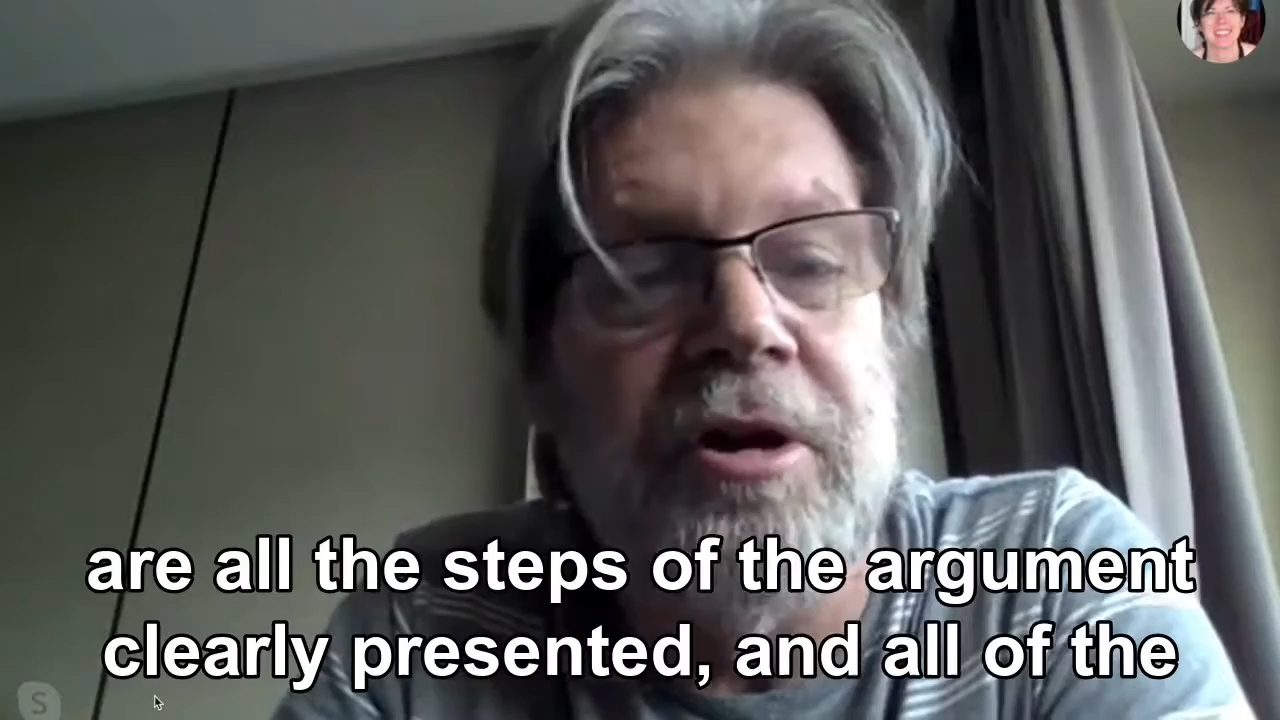 are all the steps of the argument
clearly presented, and all of the
S